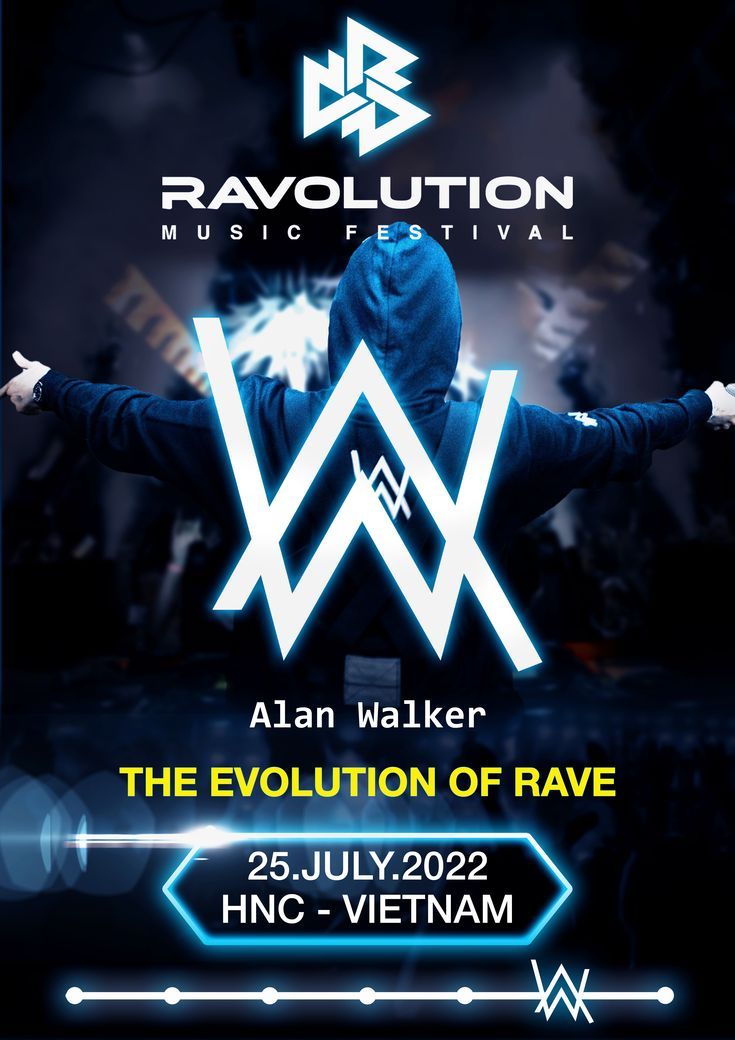 RAVOLUTION
MUSIC FESTIVAL
Alan Walker
THE EVOLUTION OF RAVE
25.JULY.2022
HNC - VIETNAM